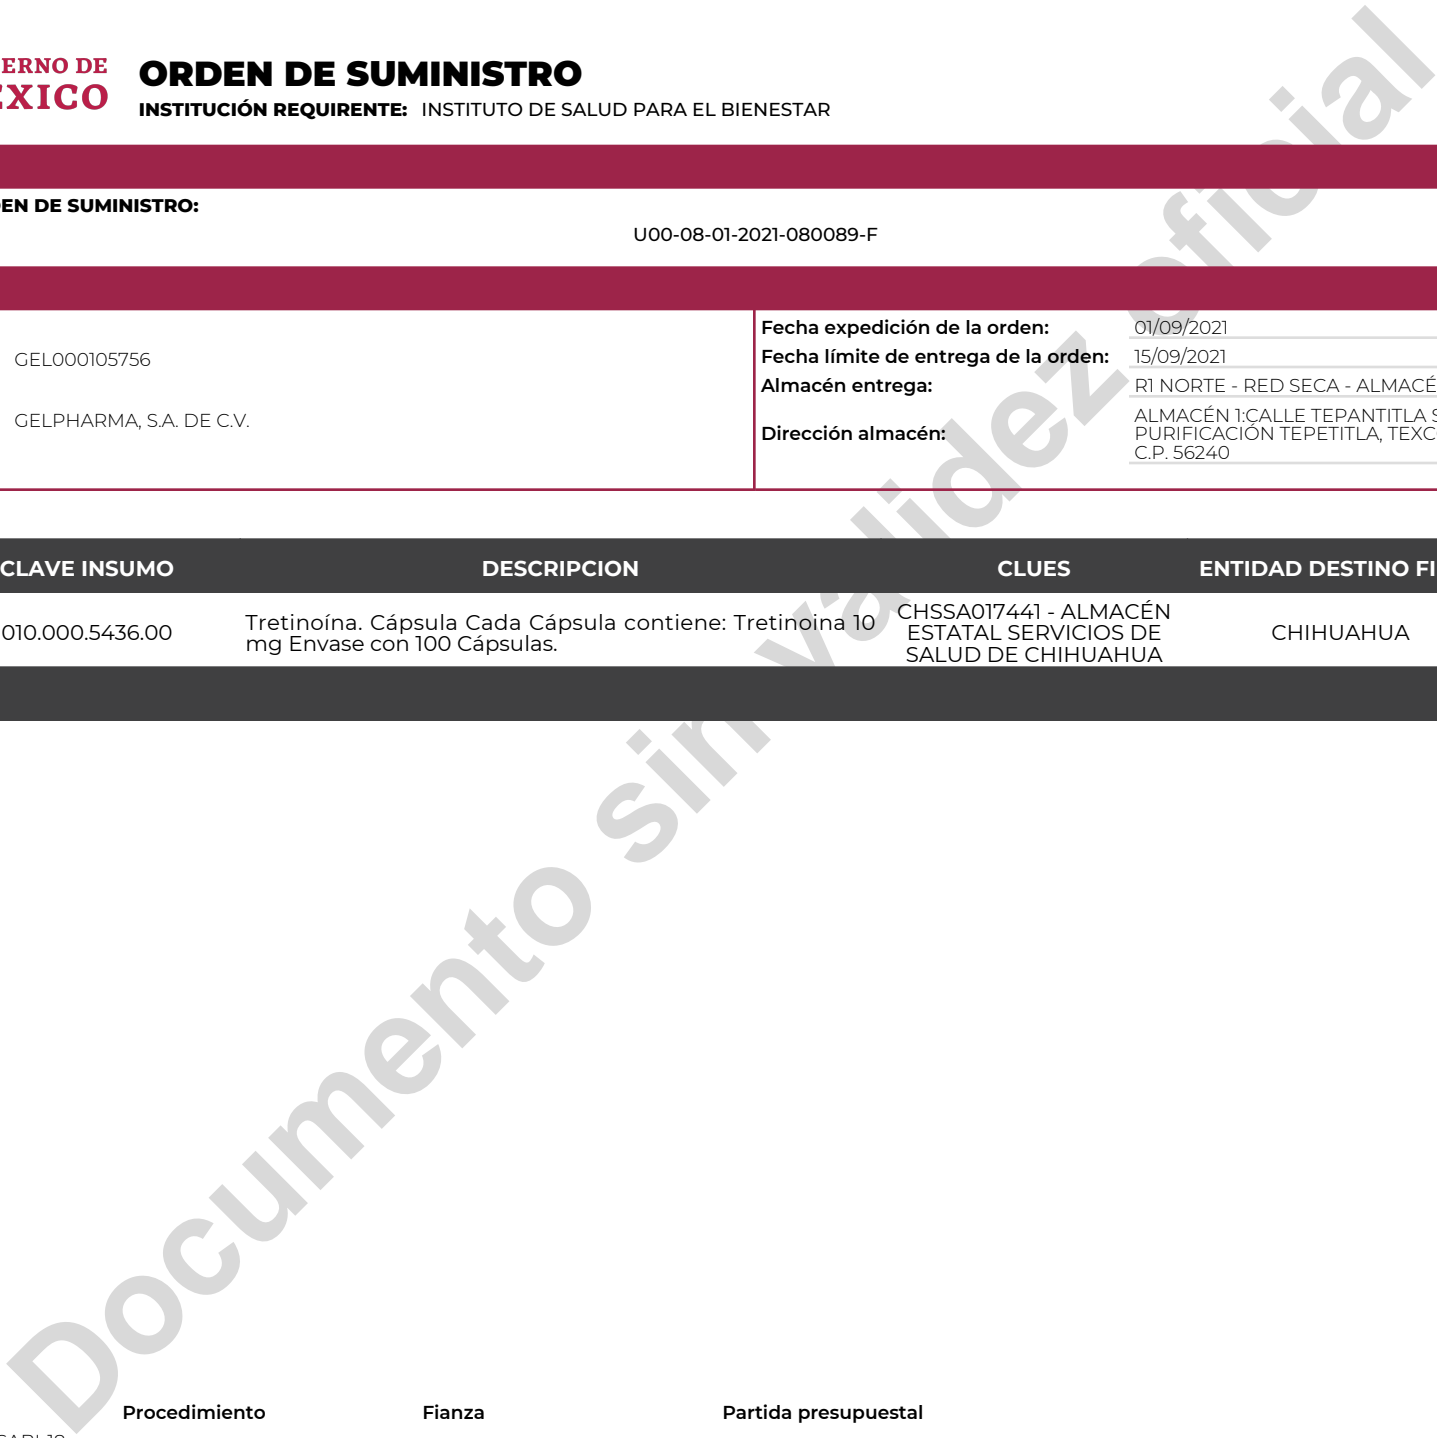 ERNO DE
EXICO
ORDEN DE SUMINISTRO
INSTITUCIÓN REQUIRENTE: INSTITUTO DE SALUD PARA EL BIENESTAR
EN DE SUMINISTRO:
U00-08-01-2021-080089-F
GEL000105756
GELPHARMA, S.A. DE C.V.
Fecha expedición de la orden: 01/09/2021
Fecha límite de entrega de la orden: 15/09/2021
Almacén entrega: R1 NORTE - RED SECA - ALMACÉ
Dirección almacén:
ALMACÉN 1:CALLE TEPANTITLA S
PURIFICACIÓN TEPETITLA, TEXC
C.P. 56240
CLAVE INSUMO DESCRIPCION CLUES ENTIDAD DESTINO FI
010.000.5436.00
Tretinoína. Cápsula Cada Cápsula contiene: Tretinoina 10
mg Envase con 100 Cápsulas.
CHSSA017441 - ALMACÉN
ESTATAL SERVICIOS DE
SALUD DE CHIHUAHUA
CHIHUAHUA
Documento sin validez oficial
Procedimiento Fianza Partida presupuestal